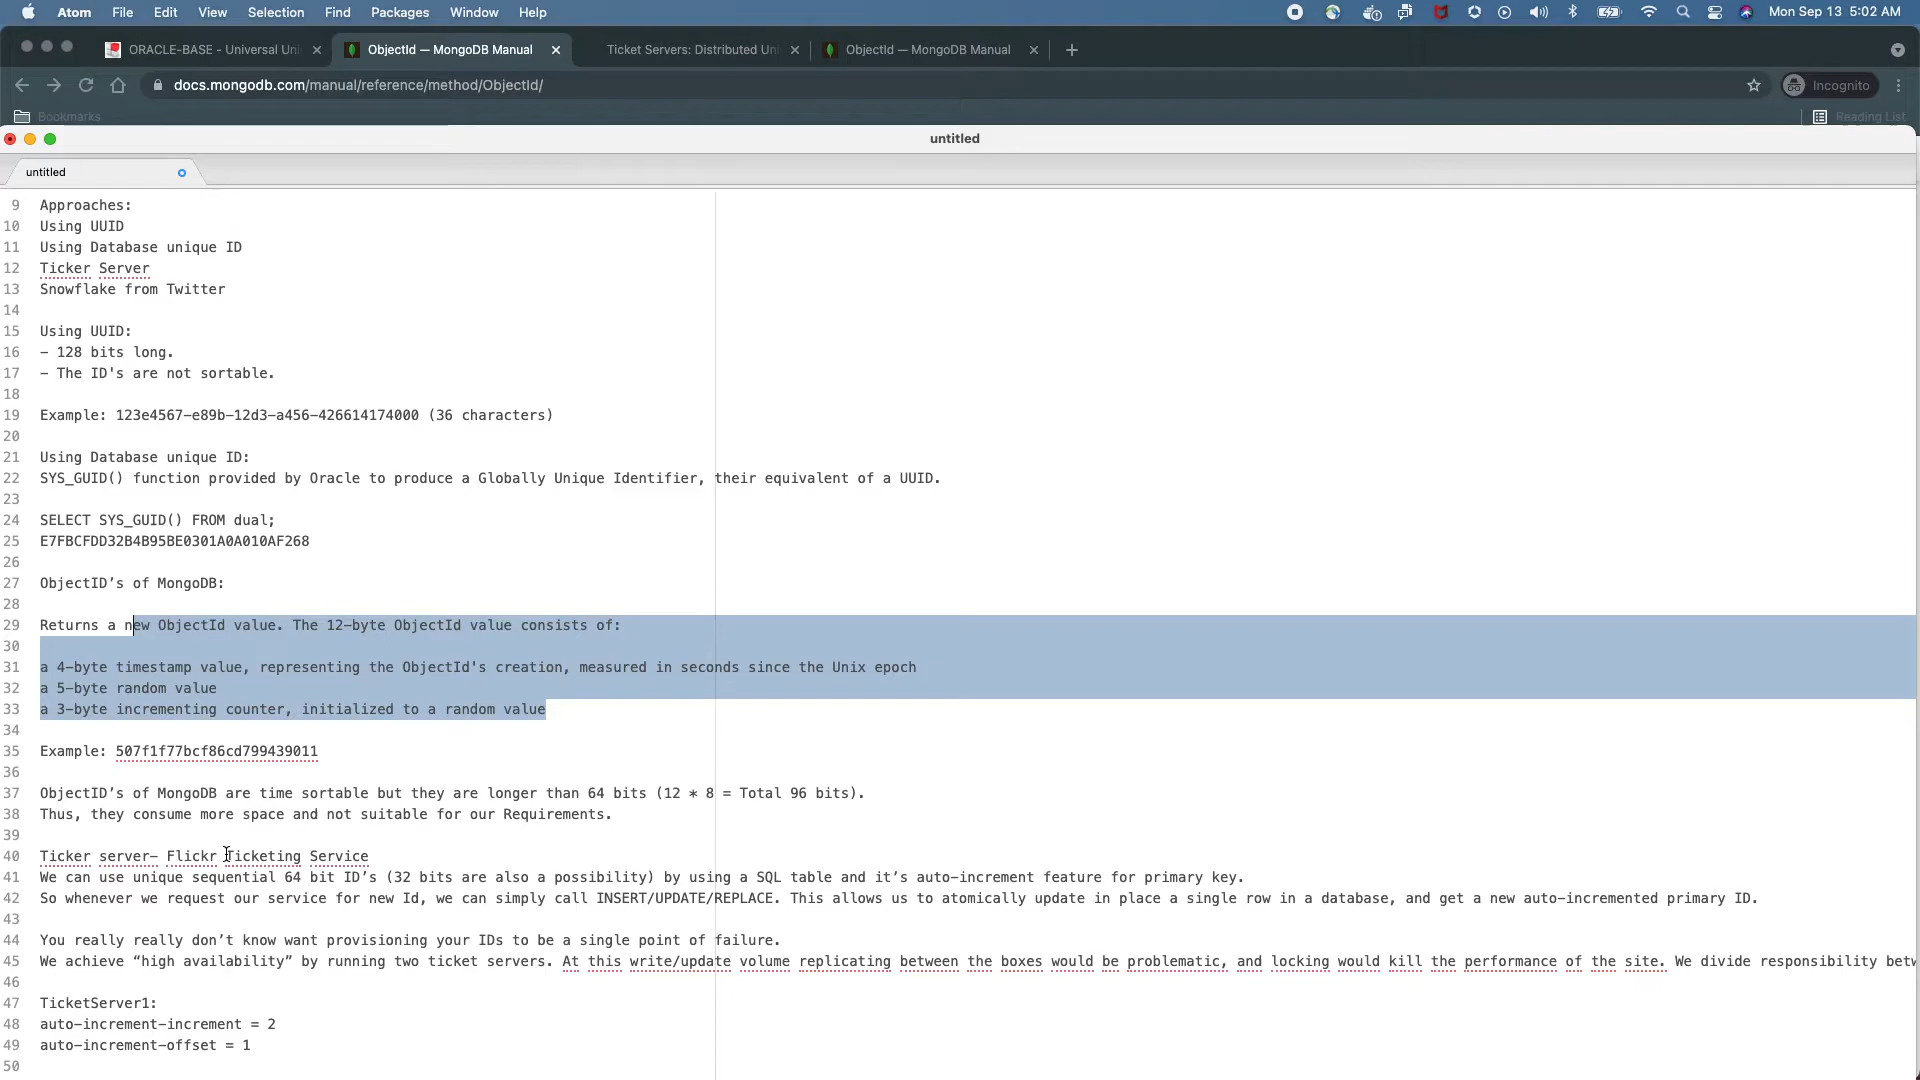 Atom File Edit View Selection Find Packages Window Help Mon Sep 13 5:02 AM
ORACLE-BASE - Universal Uni ObjectId — MongoDB Manual Ticket Servers: Distributed Un ObjectId — MongoDB Manual
docs.mongodb.com/manual/reference/method/ObjectId/ Incognito
Bookmarks Reading List
untitled
untitled
9 Approaches:
10 Using UUID
11 Using Database unique ID
12 Ticker Server
13 Snowflake from Twitter
14
15 Using UUID:
16 - 128 bits long.
17 - The ID's are not sortable.
18
19 Example: 123e4567-e89b-12d3-a456-426614174000 (36 characters)
20
21 Using Database unique ID:
22 SYS_GUID() function provided by Oracle to produce a Globally Unique Identifier, their equivalent of a UUID.
23
24 SELECT SYS_GUID() FROM dual;
25 E7FBCFDD32B4B95BE0301A0A010AF268
26
27 ObjectID’s of MongoDB:
28
29 Returns a new ObjectId value. The 12-byte ObjectId value consists of:
30
31 a 4-byte timestamp value, representing the ObjectId's creation, measured in seconds since the Unix epoch
32 a 5-byte random value
33 a 3-byte incrementing counter, initialized to a random value
34
35 Example: 507f1f77bcf86cd799439011
36
37 ObjectID’s of MongoDB are time sortable but they are longer than 64 bits (12 * 8 = Total 96 bits).
38 Thus, they consume more space and not suitable for our Requirements.
39
40 Ticker server- Flickr Ticketing Service
41 We can use unique sequential 64 bit ID’s (32 bits are also a possibility) by using a SQL table and it’s auto-increment feature for primary key.
42 So whenever we request our service for new Id, we can simply call INSERT/UPDATE/REPLACE. This allows us to atomically update in place a single row in a database, and get a new auto-incremented primary ID.
43
44 You really really don’t know want provisioning your IDs to be a single point of failure.
45 We achieve “high availability” by running two ticket servers. At this write/update volume replicating between the boxes would be problematic, and locking would kill the performance of the site. We divide responsibility betw
46
47 TicketServer1:
48 auto-increment-increment = 2
49 auto-increment-offset = 1
50